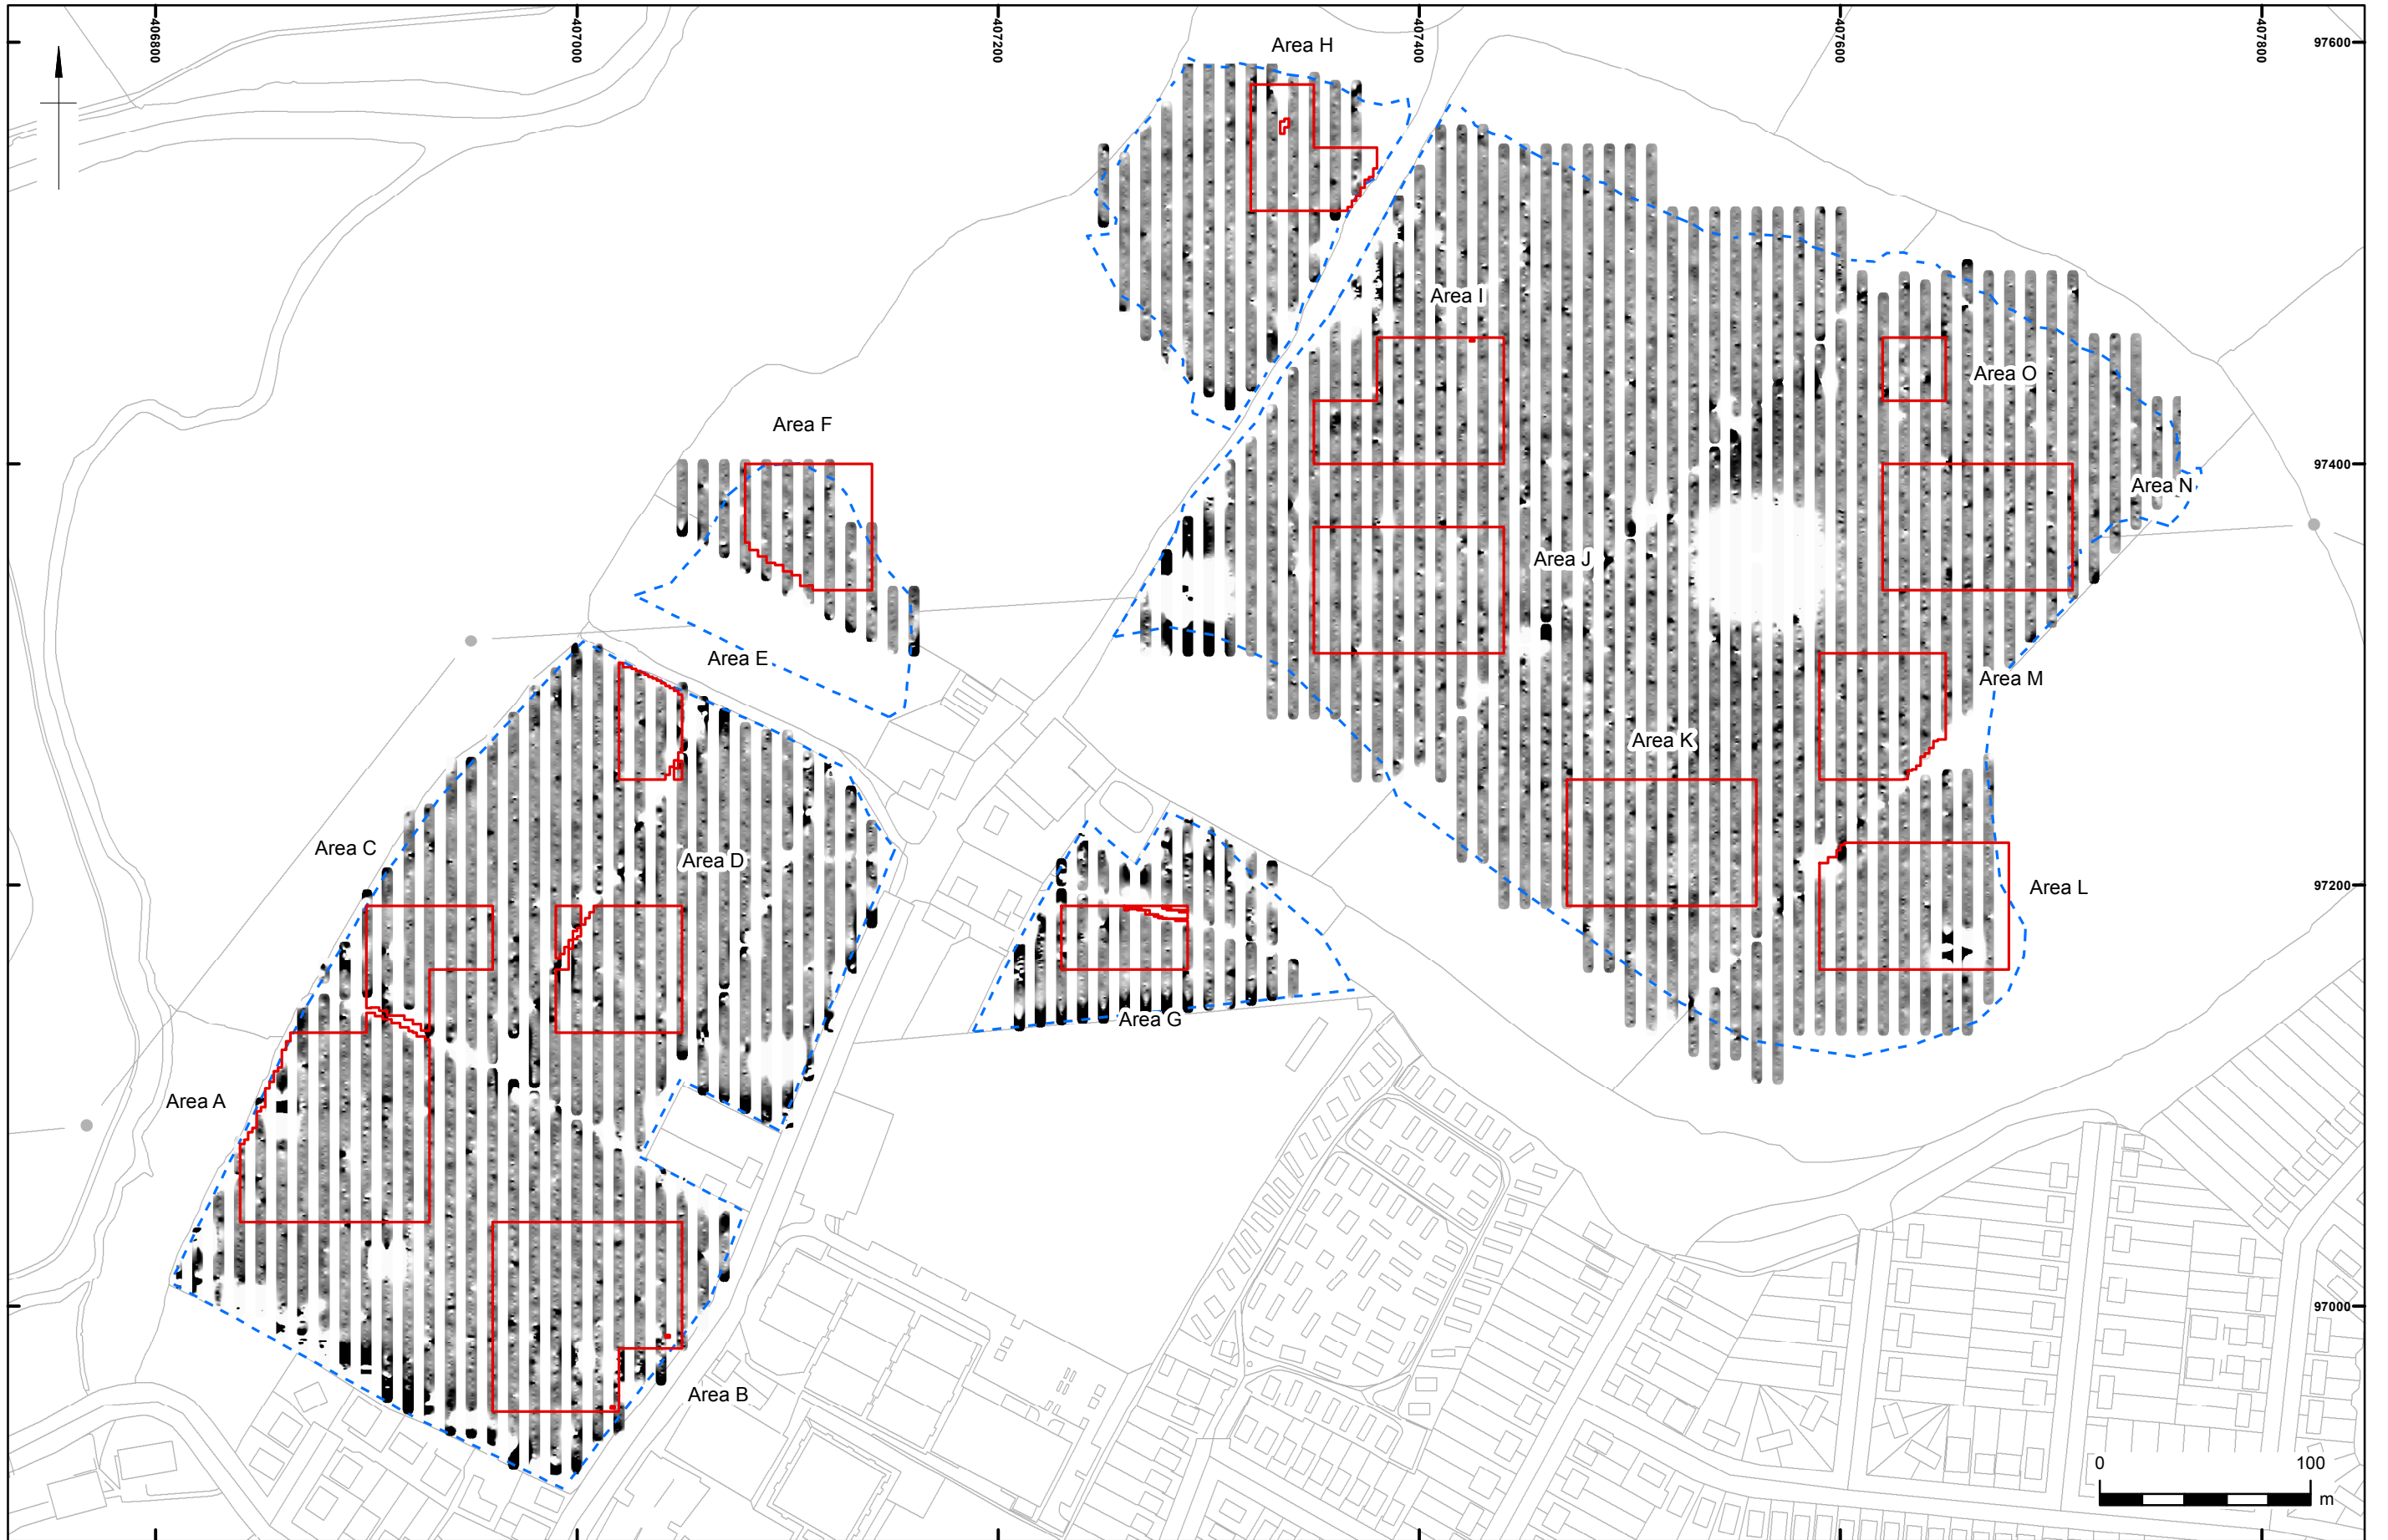 406800
407000
407200
407400
407600
407800
97600
Area H
Area I
Area O
Area F
97400
Area N
Area J
Area E
Area M
Area K
Area C
Area D
Area L
97200
Area G
Area A
97000
Area B
0 100
m